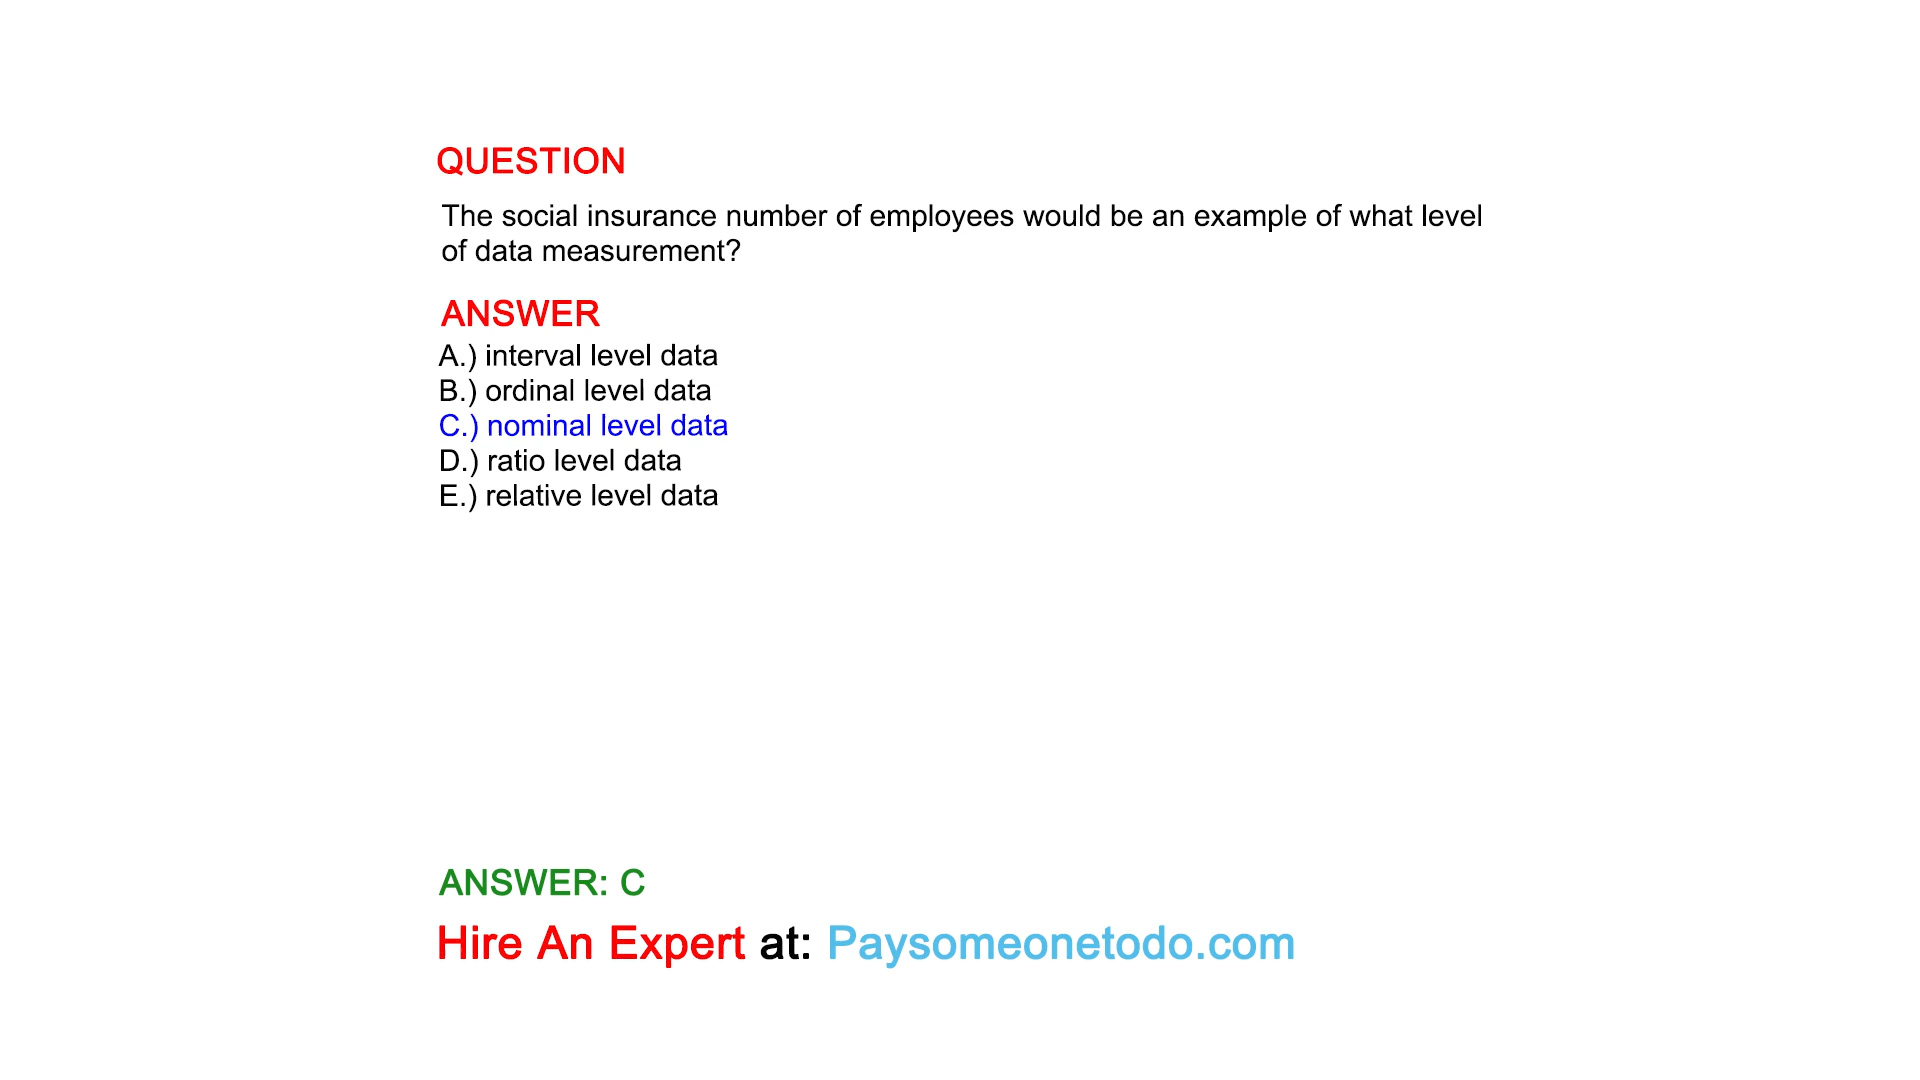 QUESTION
The social insurance number of employees would be an example of what level
of data measurement?
ANSWER
A.) interval level data
B.) ordinal level data
C.) nominal level data
D.) ratio level data
E.) relative level data
ANSWER: C
Hire An Expert at: Paysomeonetodo.com